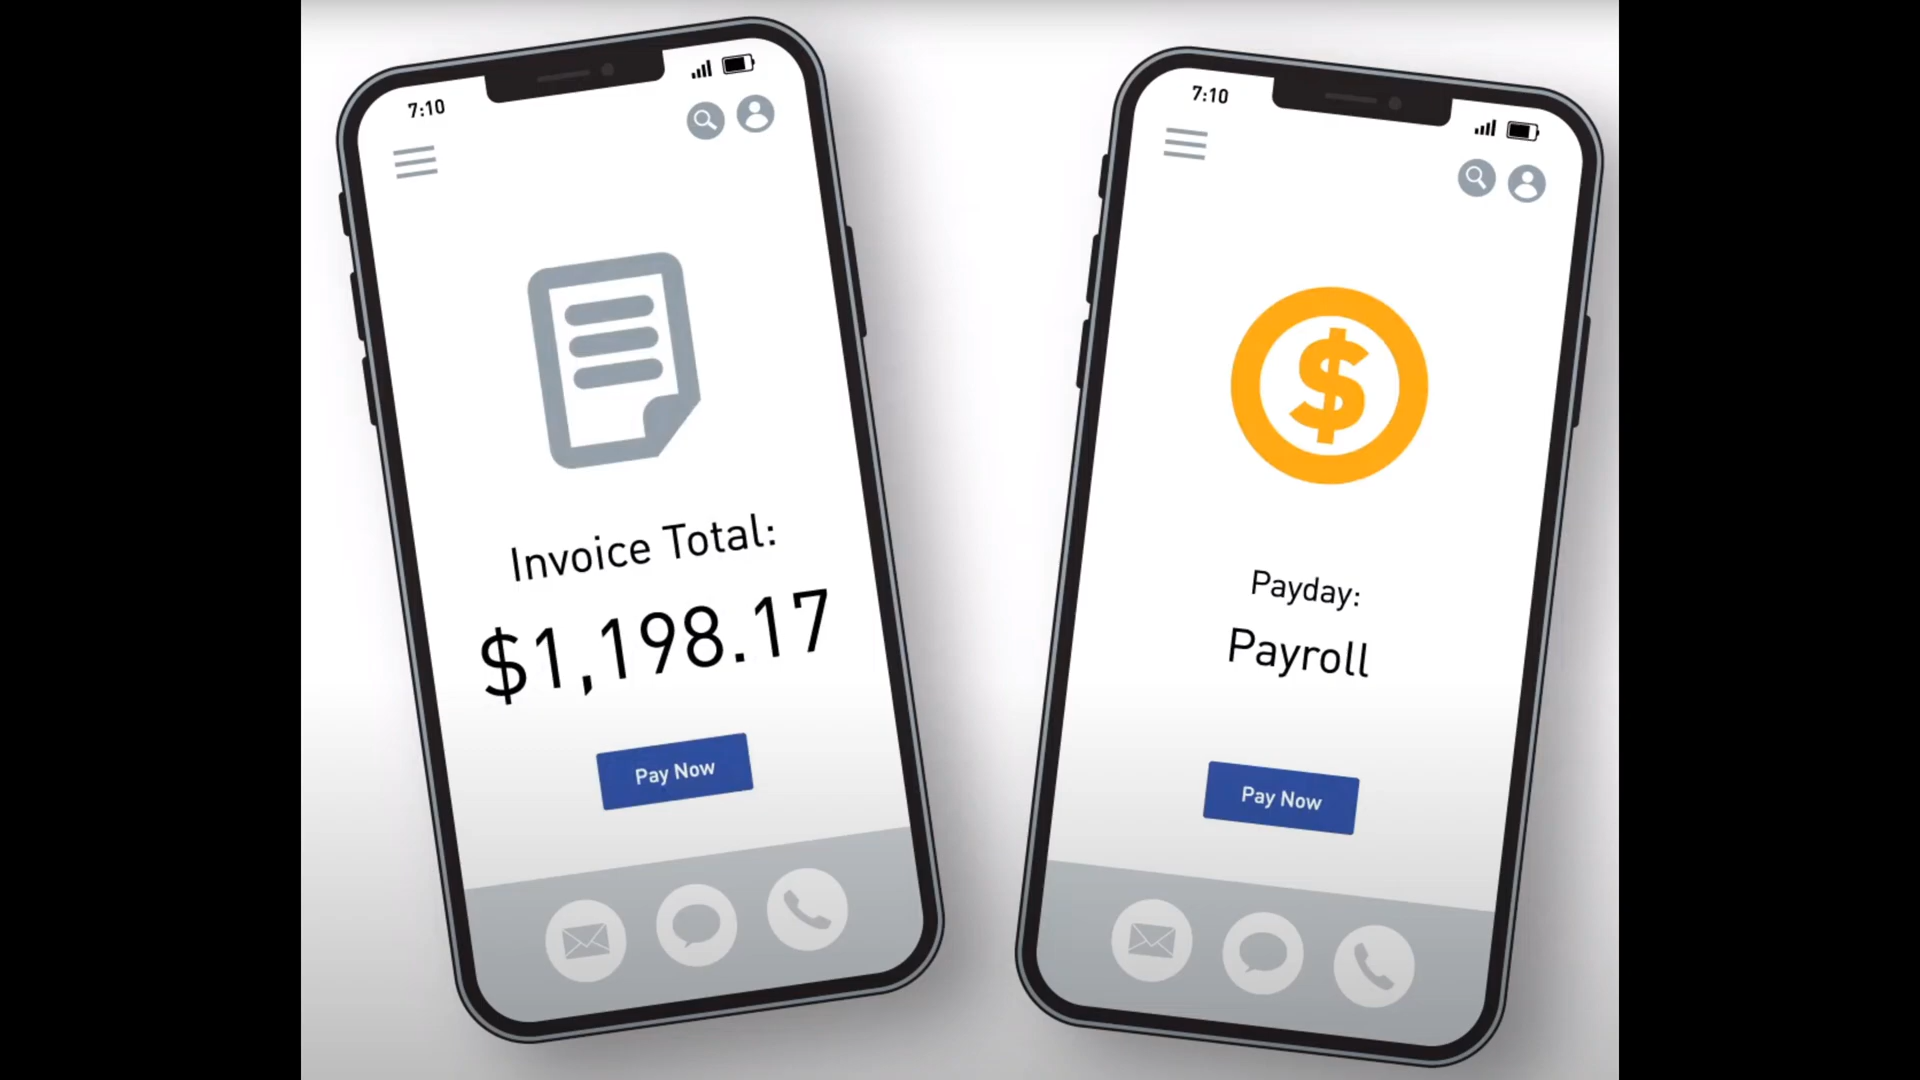 7:10
Invoice Total:
$1,198.17
Pay Now
7:10
$
Payday:
Payroll
Pay Now